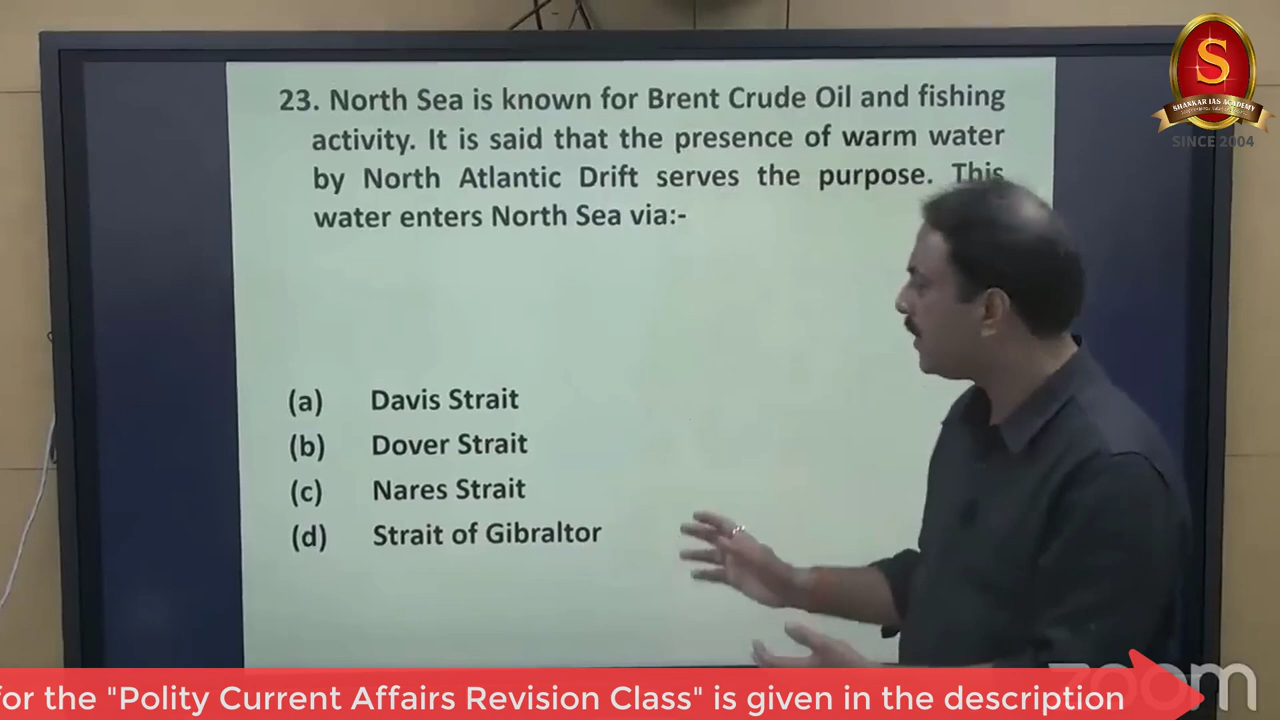 S
SHANKAR IAS ACADEMY
SINCE 2004
23. North Sea is known for Brent Crude Oil and fishing
activity. It is said that the presence of warm water
by North Atlantic Drift serves the purpose. This
water enters North Sea via:-
(a) Davis Strait
(b) Dover Strait
(c) Nares Strait
(d) Strait of Gibraltor
zoom
for the "Polity Current Affairs Revision Class" is given in the description